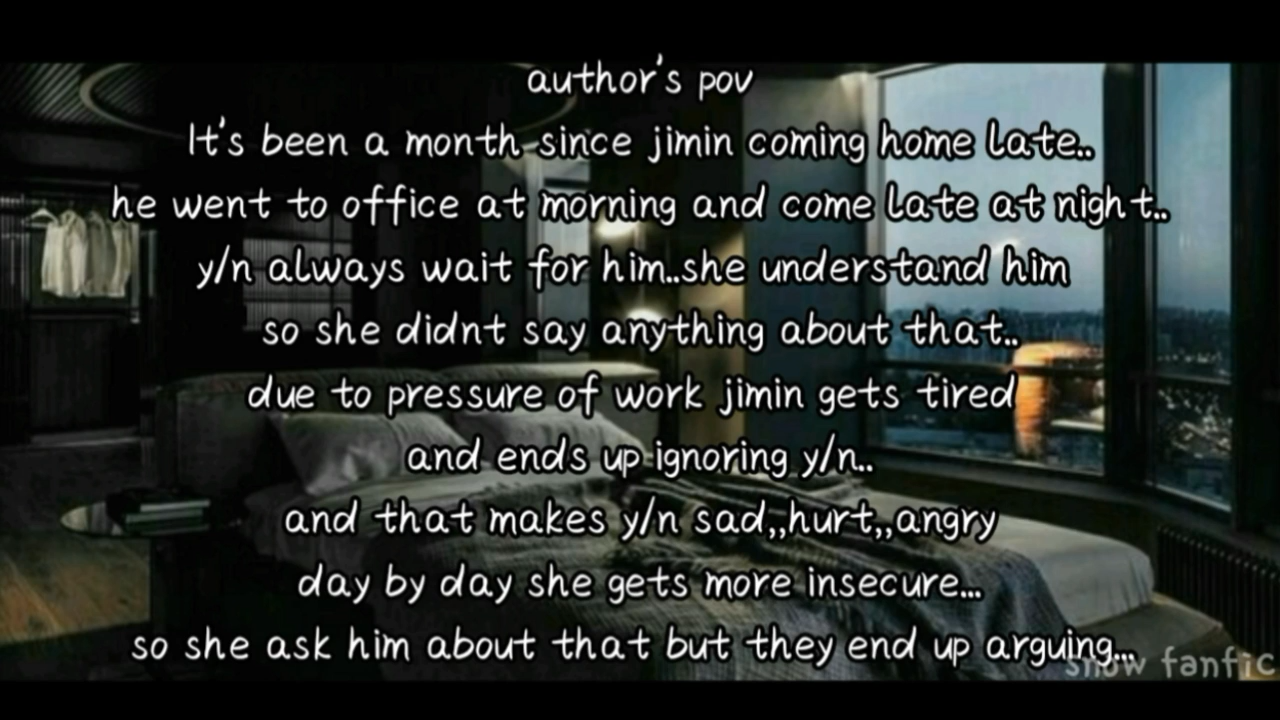 author's pov
It's been a month since jimin coming home late..
he went to office at morning and come late at night..
y/n always wait for him..she understand him
so she didnt say anything about that..
due to pressure of work jimin gets tired
and ends up ignoring y/n..
and that makes y/n sad,,hurt,,angry
day by day she gets more insecure...
so she ask him about that but they end up arguing...
snow fanfic